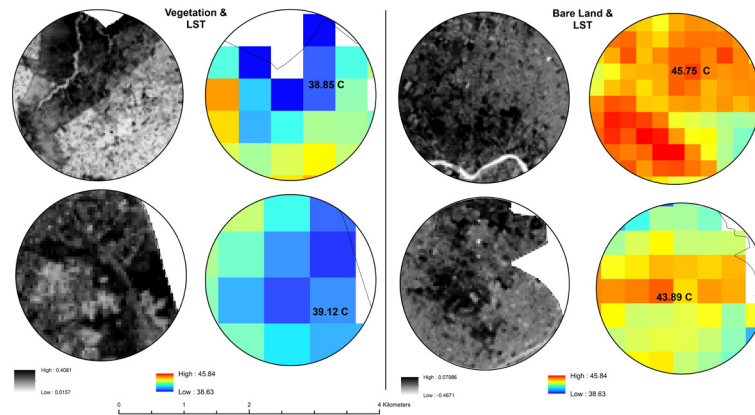 Vegetation &
LST
Bare Land &
LST
38.85 C
45.75 C
39.12 C
43.89 C
High : 0.4091
Low : 0.0157
High : 45.84
Low : 38.63
High : 0.07986
Low : -0.4671
High : 45.84
Low : 38.63
0 1 2 4 Kilometers